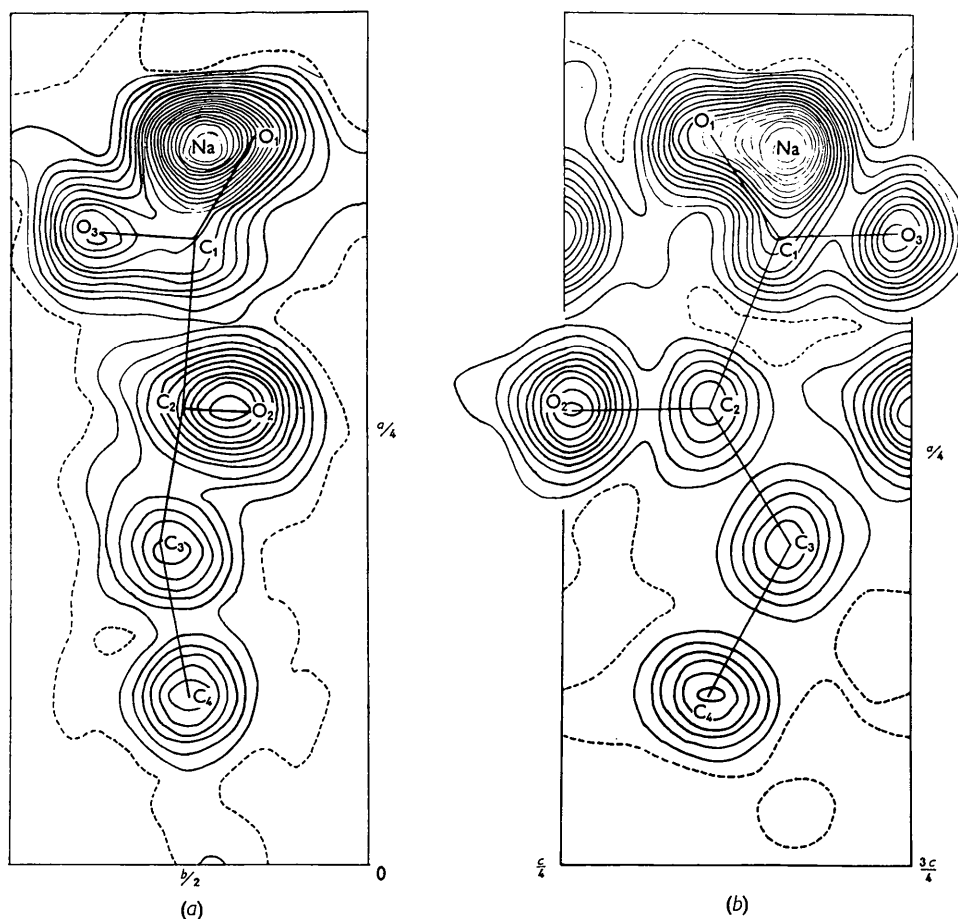 Na
O₁
O₃
C₁
C₂
O₂
a/4
C₃
C₄
b/2
0
(a)
O₁
Na
C₁
O₃
O₂
C₂
a/4
C₃
C₄
c/4
3c/4
(b)